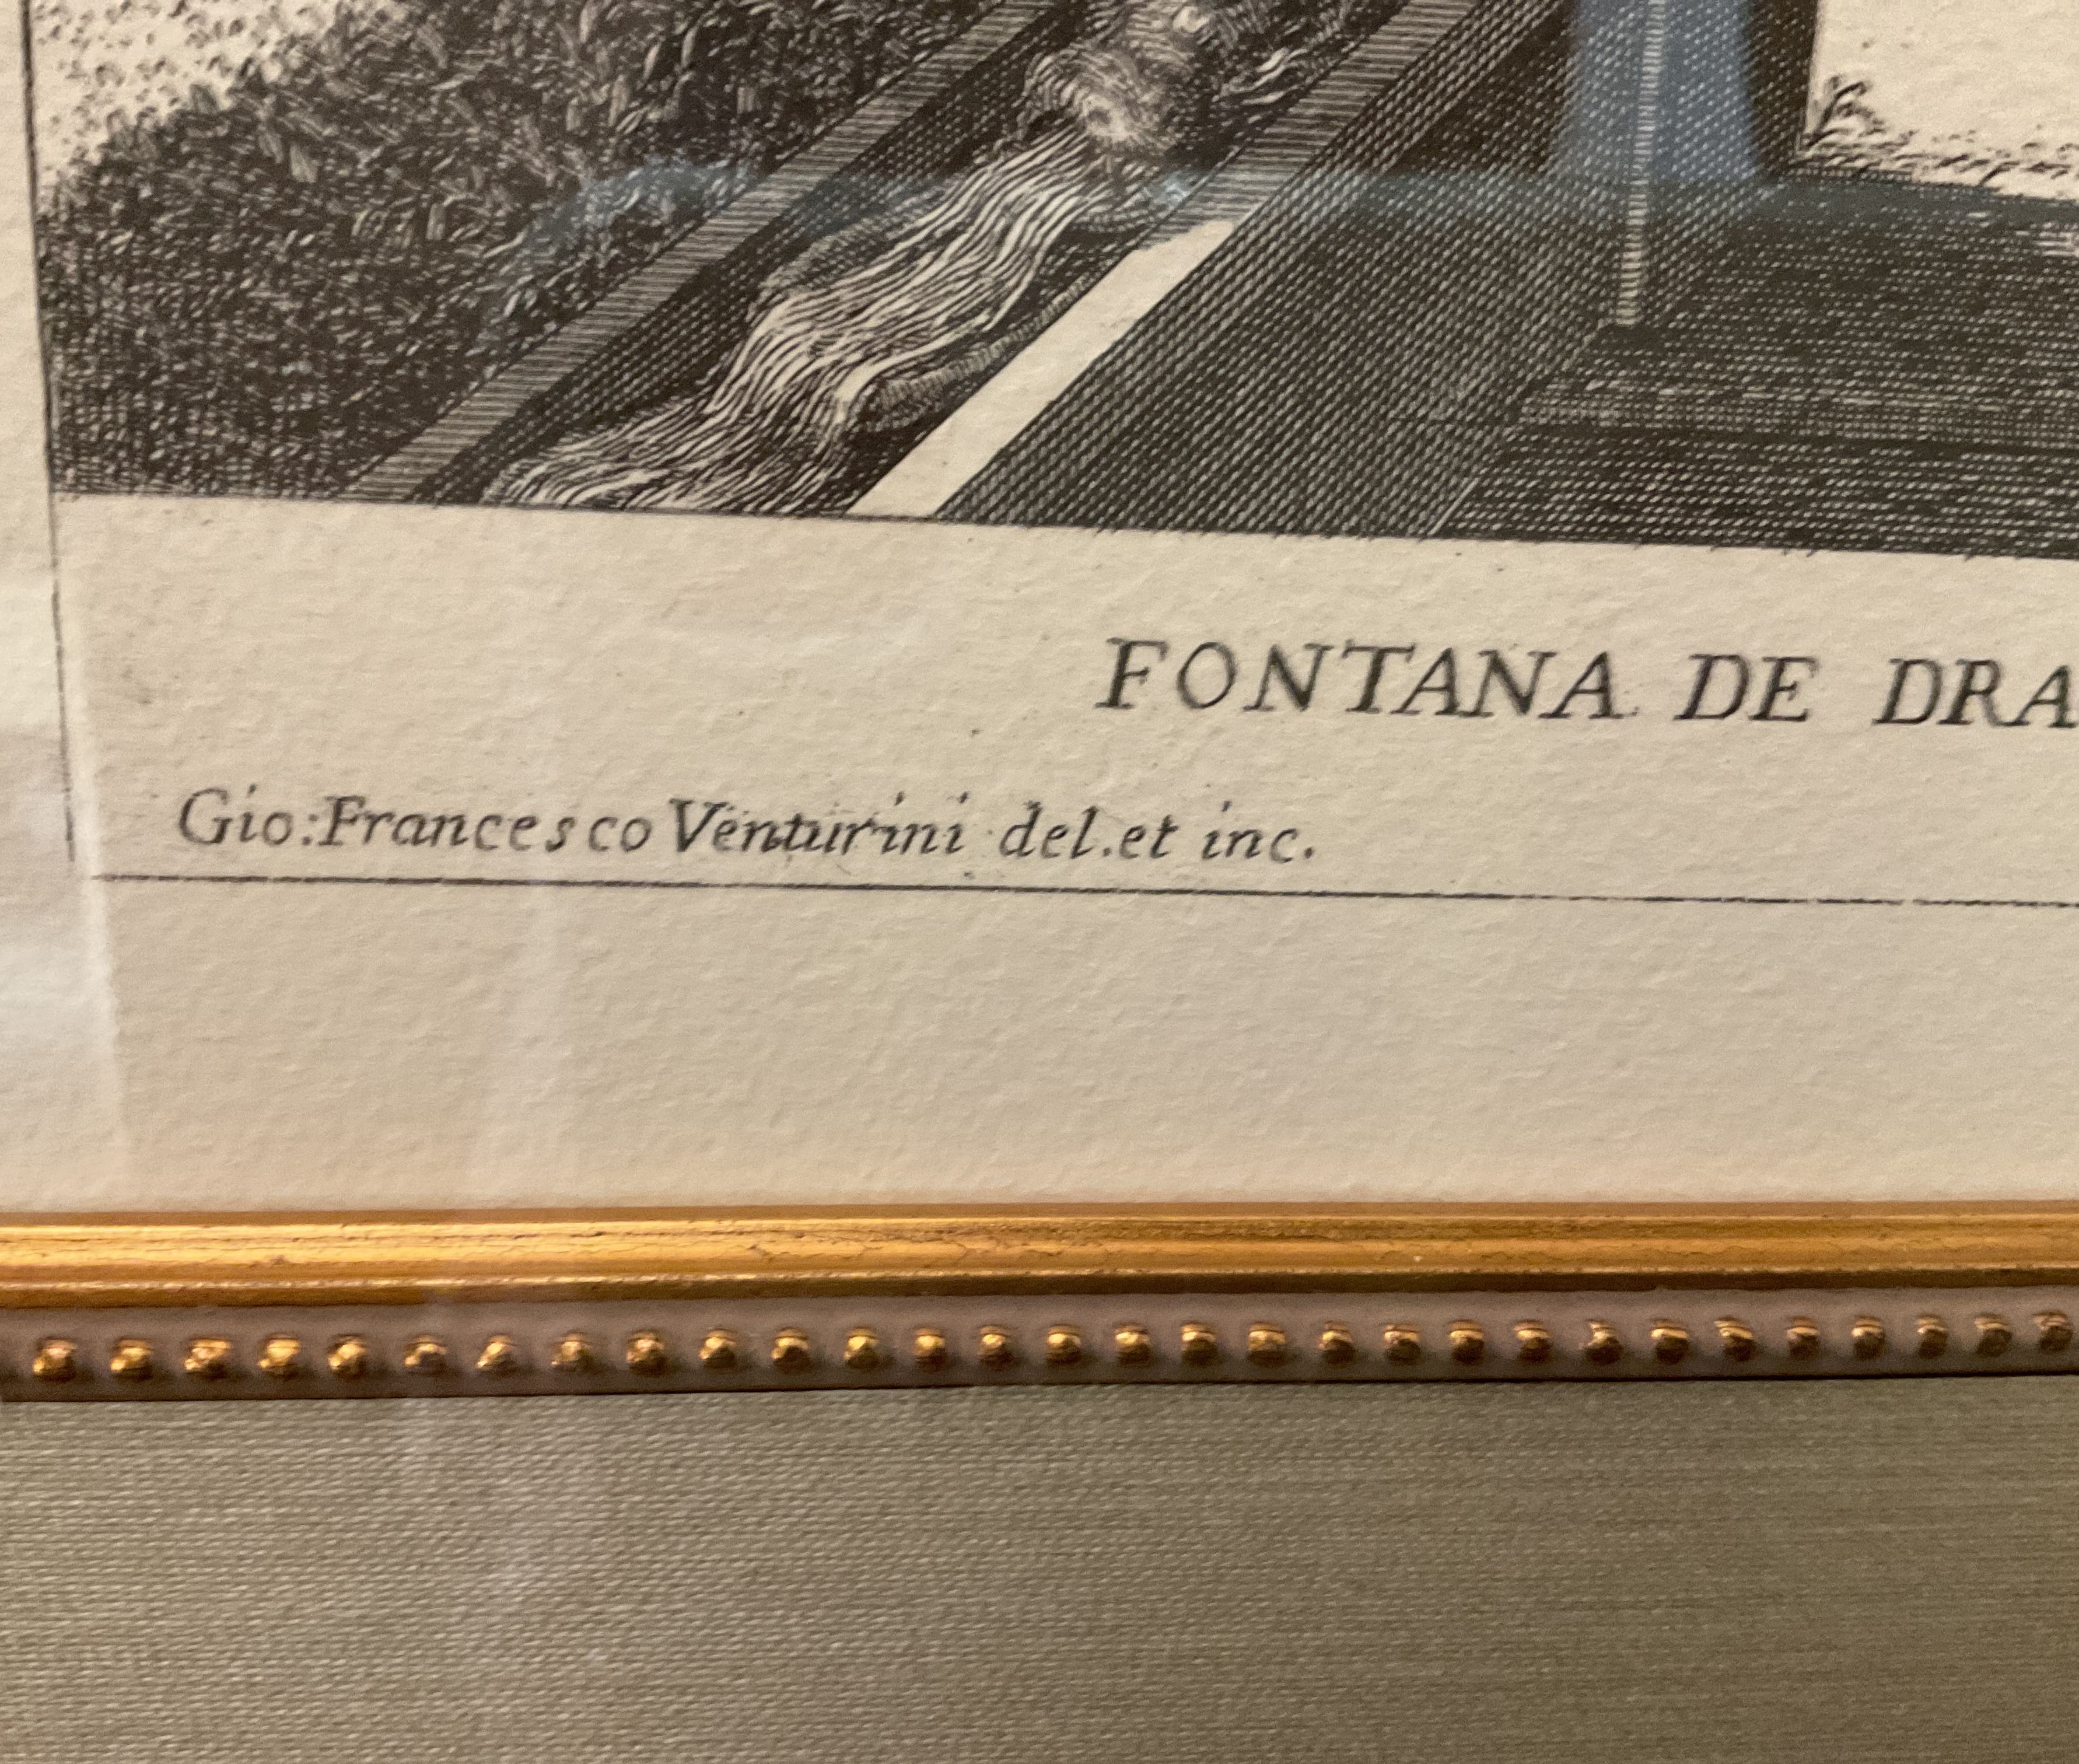 FONTANA DE DRA
Gio: Francesco Venturini del. et inc.